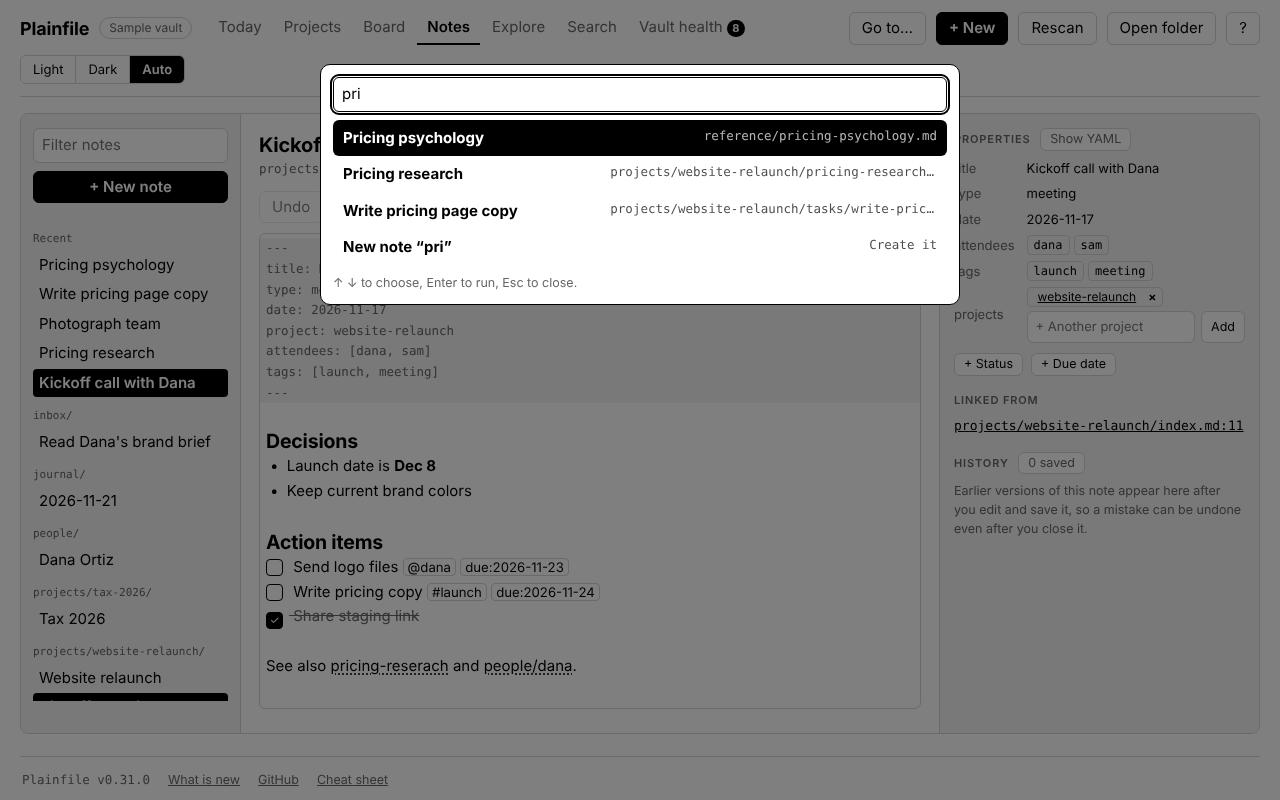 Plainfile Sample vault Today Projects Board Notes Explore Search Vault health 8 Go to... + New Rescan Open folder ?
Light Dark Auto
pri
Pricing psychology reference/pricing-psychology.md
Pricing research projects/website-relaunch/pricing-research…
Write pricing page copy projects/website-relaunch/tasks/write-pric…
New note “pri” Create it
↑ ↓ to choose, Enter to run, Esc to close.
Filter notes
+ New note
Recent
Pricing psychology
Write pricing page copy
Photograph team
Pricing research
Kickoff call with Dana
inbox/
Read Dana's brand brief
journal/
2026-11-21
people/
Dana Ortiz
projects/tax-2026/
Tax 2026
projects/website-relaunch/
Website relaunch
Kickoff
projects
Undo
---
title:
type: m
date: 2026-11-17
project: website-relaunch
attendees: [dana, sam]
tags: [launch, meeting]
---
Decisions
• Launch date is Dec 8
• Keep current brand colors
Action items
Send logo files @dana due:2026-11-23
Write pricing copy #launch due:2026-11-24
Share staging link
See also pricing-reserach and people/dana.
PROPERTIES Show YAML
title Kickoff call with Dana
type meeting
date 2026-11-17
attendees dana sam
tags launch meeting
projects website-relaunch ×
+ Another project Add
+ Status + Due date
LINKED FROM
projects/website-relaunch/index.md:11
HISTORY 0 saved
Earlier versions of this note appear here after
you edit and save it, so a mistake can be undone
even after you close it.
Plainfile v0.31.0 What is new GitHub Cheat sheet